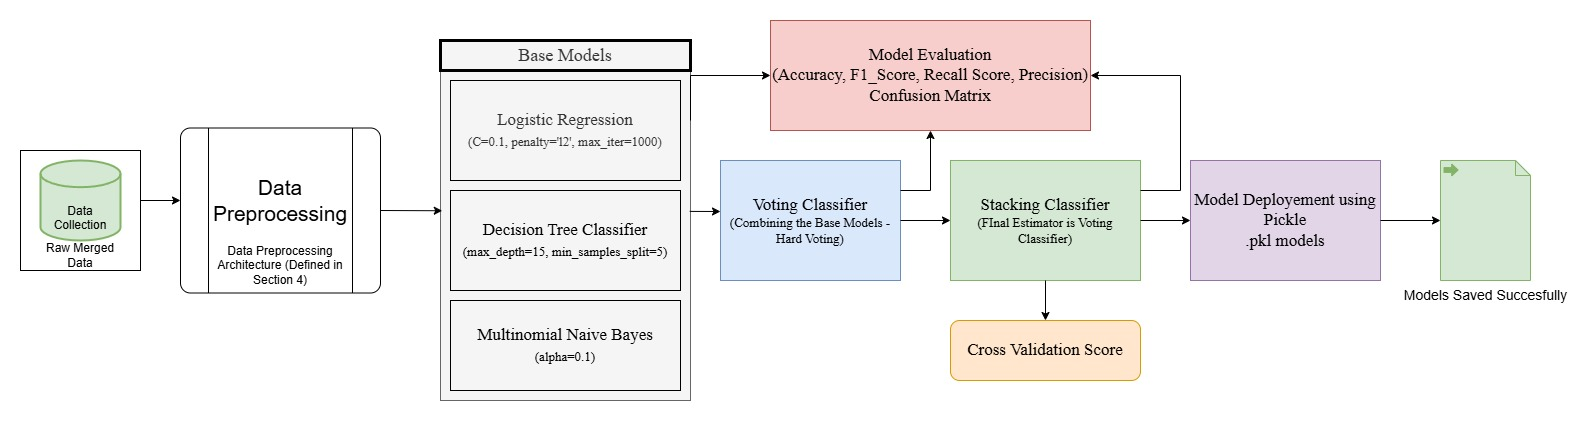 Data
Collection
Raw Merged
Data
Data
Preprocessing
Data Preprocessing
Architecture (Defined in
Section 4)
Base Models
Logistic Regression
(C=0.1, penalty='l2', max_iter=1000)
Decision Tree Classifier
(max_depth=15, min_samples_split=5)
Multinomial Naive Bayes
(alpha=0.1)
Model Evaluation
(Accuracy, F1_Score, Recall Score, Precision)
Confusion Matrix
Voting Classifier
(Combining the Base Models -
Hard Voting)
Stacking Classifier
(FInal Estimator is Voting
Classifier)
Cross Validation Score
Model Deployement using
Pickle
.pkl models
Models Saved Succesfully